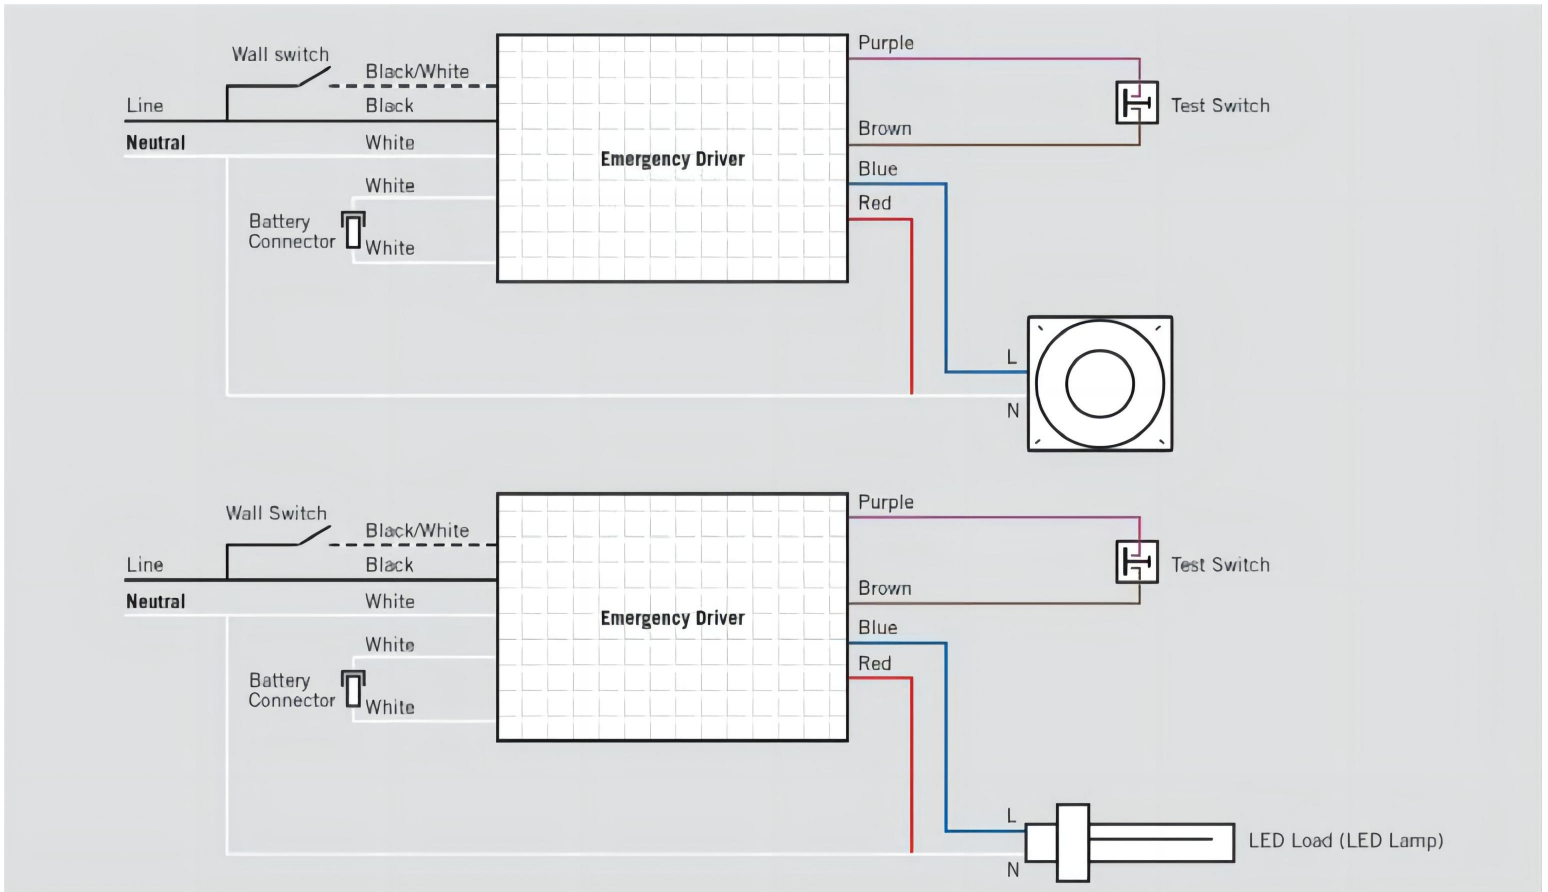 Wall switch
Black/White
Purple
Line
Black
Test Switch
Neutral
White
Brown
Emergency Driver
Blue
White
Red
Battery
Connector
White
L
N
Wall Switch
Black/White
Purple
Line
Black
Test Switch
Neutral
White
Brown
Emergency Driver
Blue
White
Red
Battery
Connector
White
L
LED Load (LED Lamp)
N